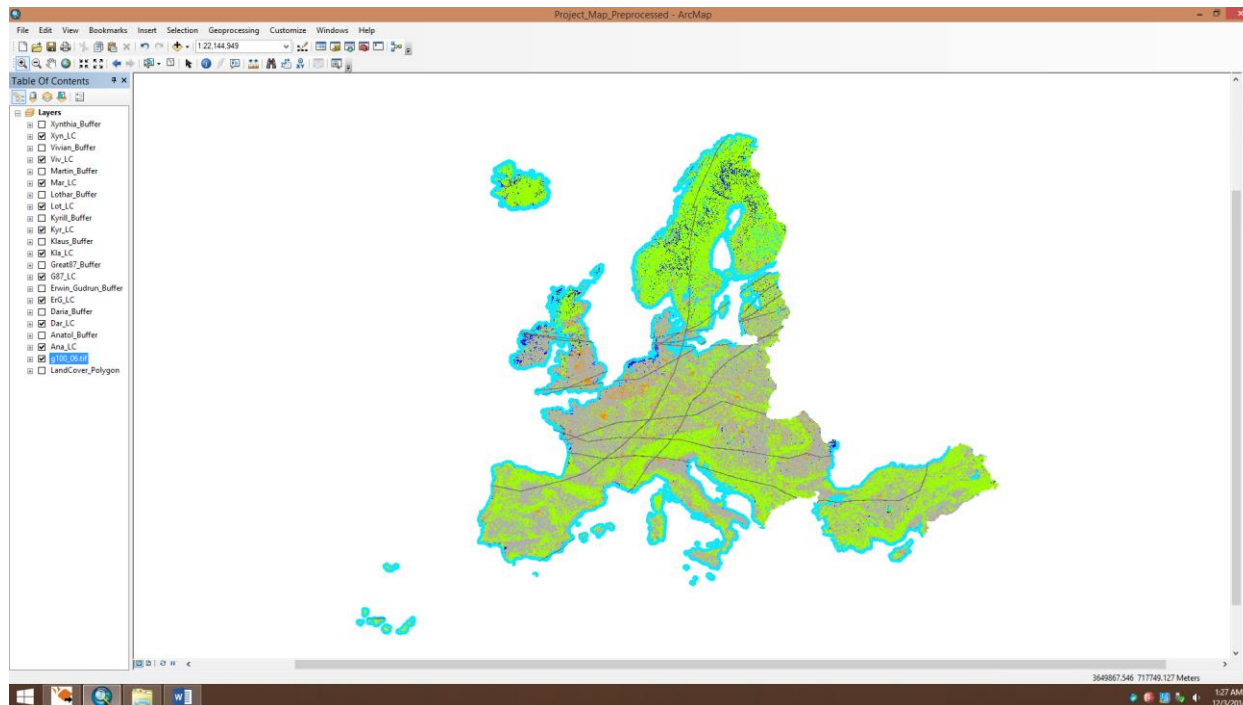 Project_Map_Preprocessed - ArcMap
File Edit View Bookmarks Insert Selection Geoprocessing Customize Windows Help
1:22,144,949
Table Of Contents
Layers
Xynthia_Buffer
Xyn_LC
Vivian_Buffer
Viv_LC
Martin_Buffer
Mar_LC
Lothar_Buffer
Lot_LC
Kyrill_Buffer
Kyr_LC
Klaus_Buffer
Kla_LC
Great87_Buffer
G87_LC
Erwin_Gudrun_Buffer
ErG_LC
Daria_Buffer
Dar_LC
Anatol_Buffer
Ana_LC
g100_06.tif
LandCover_Polygon
3649867.546 717749.127 Meters
1:27 AM